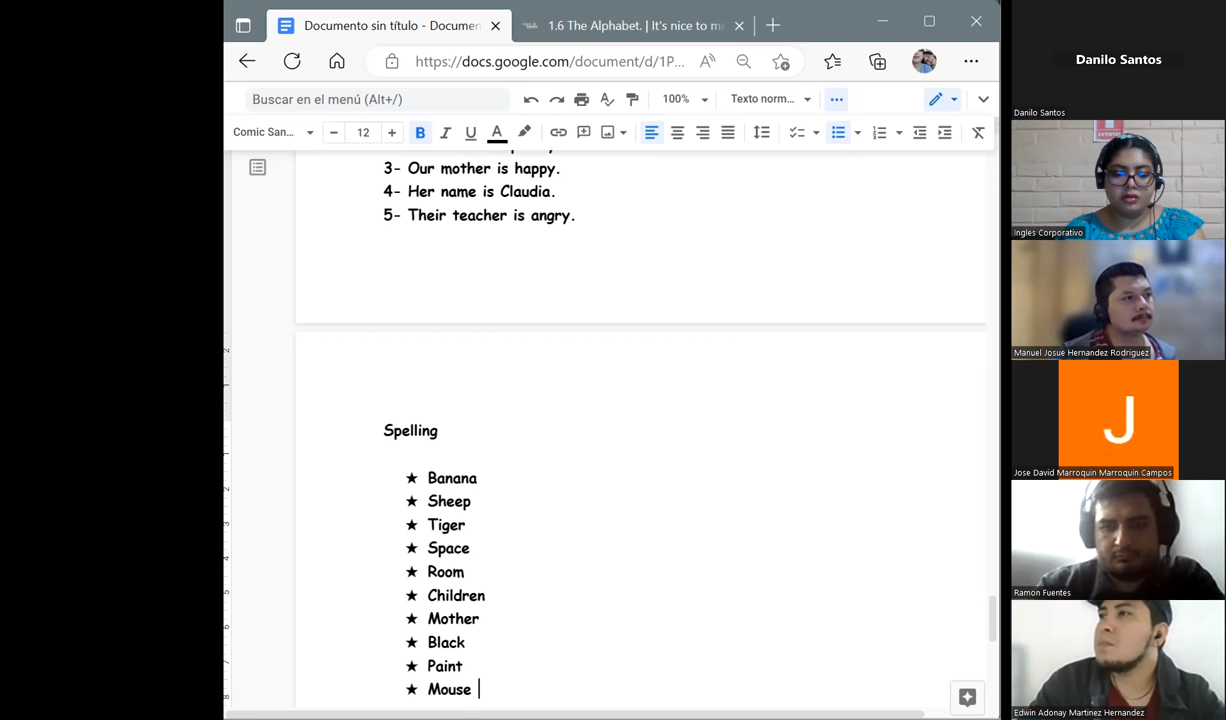 Documento sin título - Documen
1.6 The Alphabet. | It's nice to m
https://docs.google.com/document/d/1P...
Buscar en el menú (Alt+/)
100%
Texto norm...
Comic San...
12
3- Our mother is happy.
4- Her name is Claudia.
5- Their teacher is angry.
Spelling
★ Banana
★ Sheep
★ Tiger
★ Space
★ Room
★ Children
★ Mother
★ Black
★ Paint
★ Mouse
Danilo Santos
Danilo Santos
Ingles Corporativo
Manuel Josue Hernandez Rodriguez
J
Jose David Marroquin Marroquin Campos
Ramon Fuentes
Edwin Adonay Martinez Hernandez